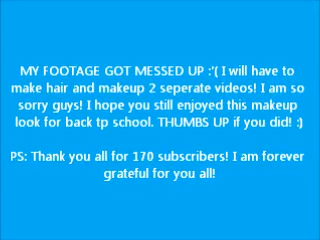 MY FOOTAGE GOT MESSED UP :'( I will have to
make hair and makeup 2 seperate videos! I am so
sorry guys! I hope you still enjoyed this makeup
look for back tp school. THUMBS UP if you did! :)
PS: Thank you all for 170 subscribers! I am forever
grateful for you all!